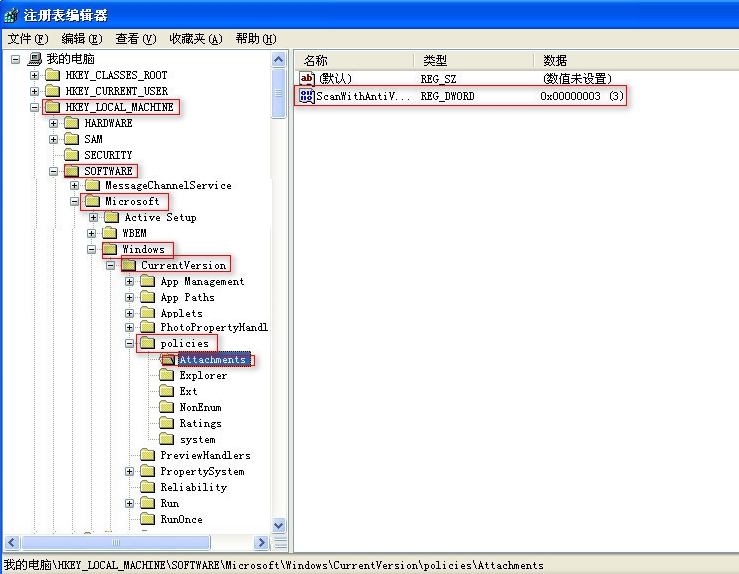 注册表编辑器
文件(F) 编辑(E) 查看(V) 收藏夹(A) 帮助(H)
我的电脑
HKEY_CLASSES_ROOT
HKEY_CURRENT_USER
HKEY_LOCAL_MACHINE
HARDWARE
SAM
SECURITY
SOFTWARE
MessageChannelService
Microsoft
Active Setup
WBEM
Windows
CurrentVersion
App Management
App Paths
Applets
PhotoPropertyHandl
policies
Attachments
Explorer
Ext
NonEnum
Ratings
system
PreviewHandlers
PropertySystem
Reliability
Run
RunOnce
名称 类型 数据
ab (默认) REG_SZ (数值未设置)
ScanWithAntiV... REG_DWORD 0x00000003 (3)
我的电脑\HKEY_LOCAL_MACHINE\SOFTWARE\Microsoft\Windows\CurrentVersion\policies\Attachments